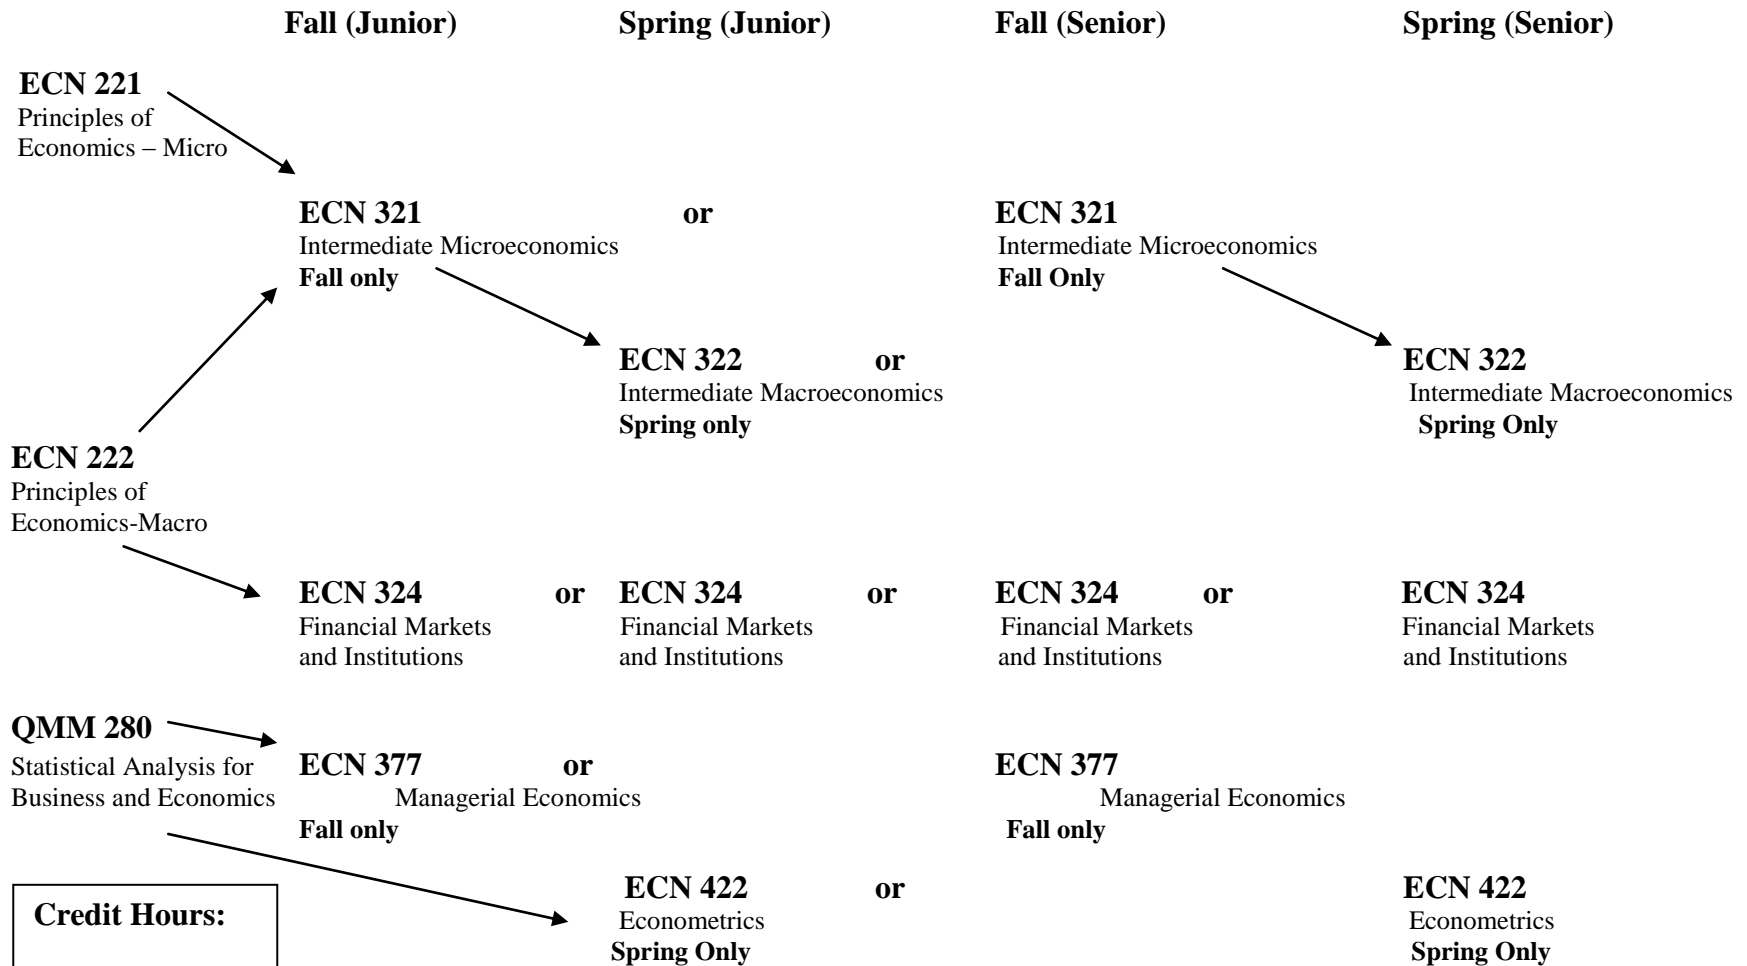 Fall (Junior) Spring (Junior) Fall (Senior) Spring (Senior)
ECN 221
Principles of
Economics – Micro
ECN 321 or ECN 321
Intermediate Microeconomics Intermediate Microeconomics
Fall only Fall Only
ECN 322 or ECN 322
Intermediate Macroeconomics Intermediate Macroeconomics
Spring only Spring Only
ECN 222
Principles of
Economics-Macro
ECN 324 or ECN 324 or ECN 324 or ECN 324
Financial Markets Financial Markets Financial Markets Financial Markets
and Institutions and Institutions and Institutions and Institutions
QMM 280
Statistical Analysis for
Business and Economics
ECN 377 or ECN 377
Managerial Economics Managerial Economics
Fall only Fall only
ECN 422 or ECN 422
Econometrics Econometrics
Spring Only Spring Only
Credit Hours: